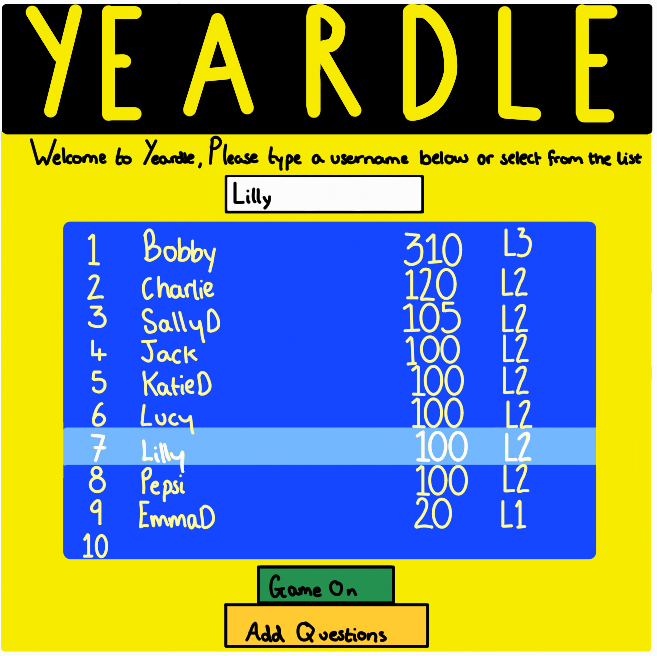 YEARDLE
Welcome to Yeardle, Please type a username below or select from the list
Lilly
1 Bobby 310 L3
2 Charlie 120 L2
3 SallyD 105 L2
4 Jack 100 L2
5 KatieD 100 L2
6 Lucy 100 L2
7 Lilly 100 L2
8 Pepsi 100 L2
9 EmmaD 20 L1
10
Game On
Add Questions